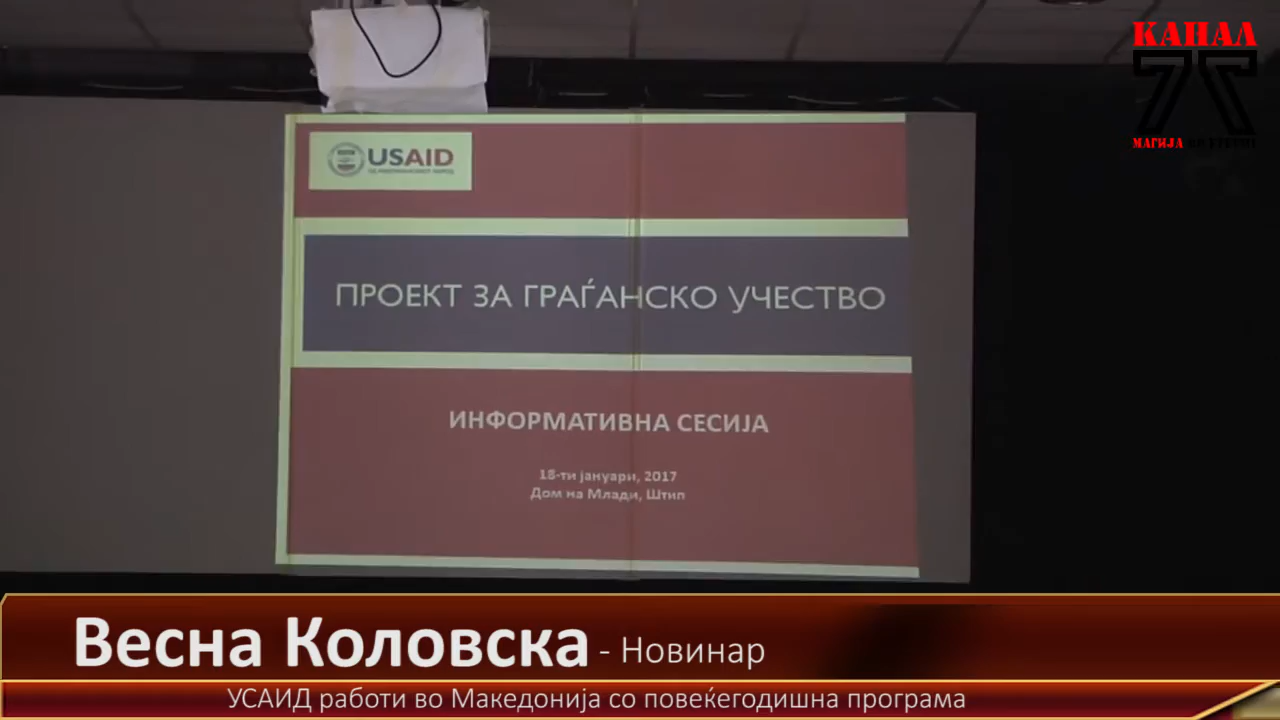 КАНАЛ
77
МАГИЈА
USAID
ПРОЕКТ ЗА ГРАЃАНСКО УЧЕСТВО
ИНФОРМАТИВНА СЕСИЈА
18-ти јануари, 2017
Дом на Млади, Штип
Весна Коловска - Новинар
УСАИД работи во Македонија со повеќегодишна програма